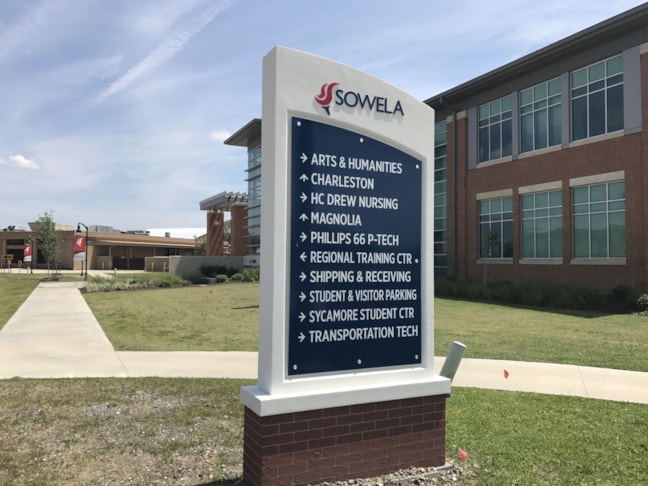 SOWELA
→ ARTS & HUMANITIES
↑ CHARLESTON
→ HC DREW NURSING
↑ MAGNOLIA
→ PHILLIPS 66 P-TECH
← REGIONAL TRAINING CTR
→ SHIPPING & RECEIVING
→ STUDENT & VISITOR PARKING
→ SYCAMORE STUDENT CTR
→ TRANSPORTATION TECH